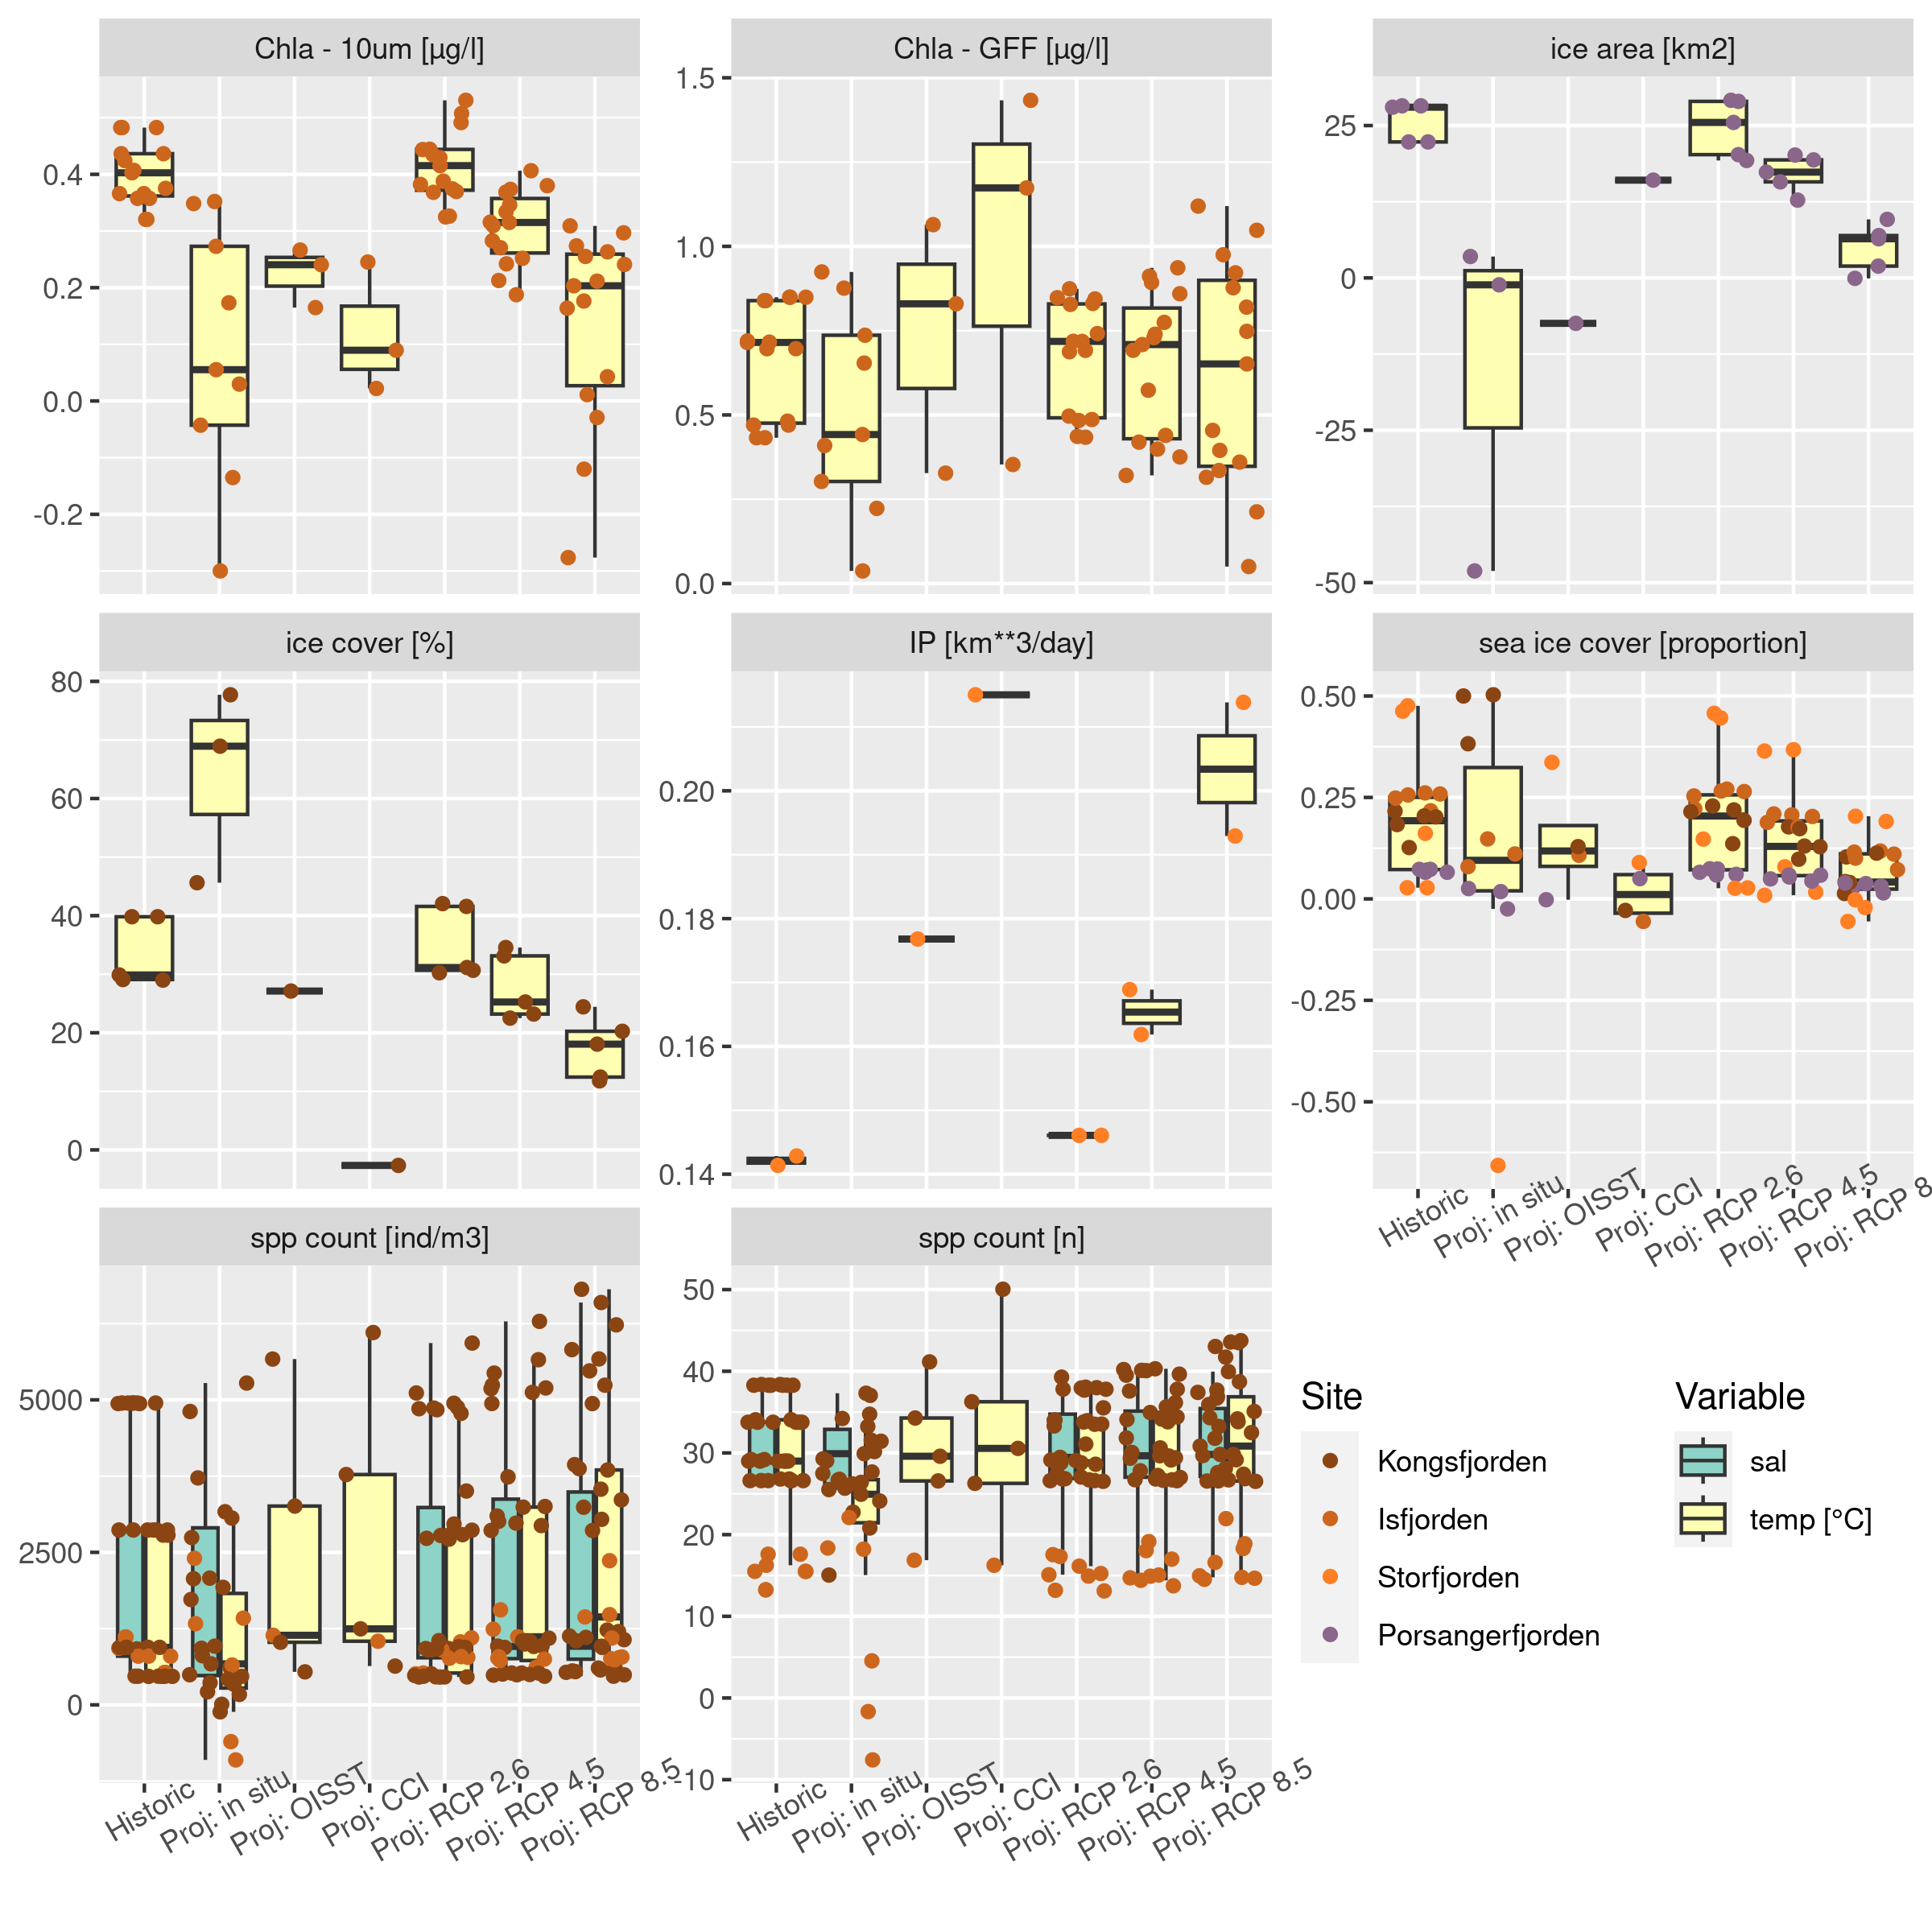 Chla - 10um [µg/l]
Chla - GFF [µg/l]
ice area [km2]
0.4
0.2
0.0
-0.2
1.5
1.0
0.5
0.0
25
0
-25
-50
ice cover [%]
IP [km**3/day]
sea ice cover [proportion]
80
60
40
20
0
0.20
0.18
0.16
0.14
0.50
0.25
0.00
-0.25
-0.50
Historic
Proj: in situ
Proj: OISST
Proj: CCI
Proj: RCP 2.6
Proj: RCP 4.5
Proj: RCP 8
spp count [ind/m3]
spp count [n]
5000
2500
0
50
40
30
20
10
0
-10
Historic
Proj: in situ
Proj: OISST
Proj: CCI
Proj: RCP 2.6
Proj: RCP 4.5
Proj: RCP 8.5
Historic
Proj: in situ
Proj: OISST
Proj: CCI
Proj: RCP 2.6
Proj: RCP 4.5
Proj: RCP 8.5
Site
Kongsfjorden
Isfjorden
Storfjorden
Porsangerfjorden
Variable
sal
temp [°C]